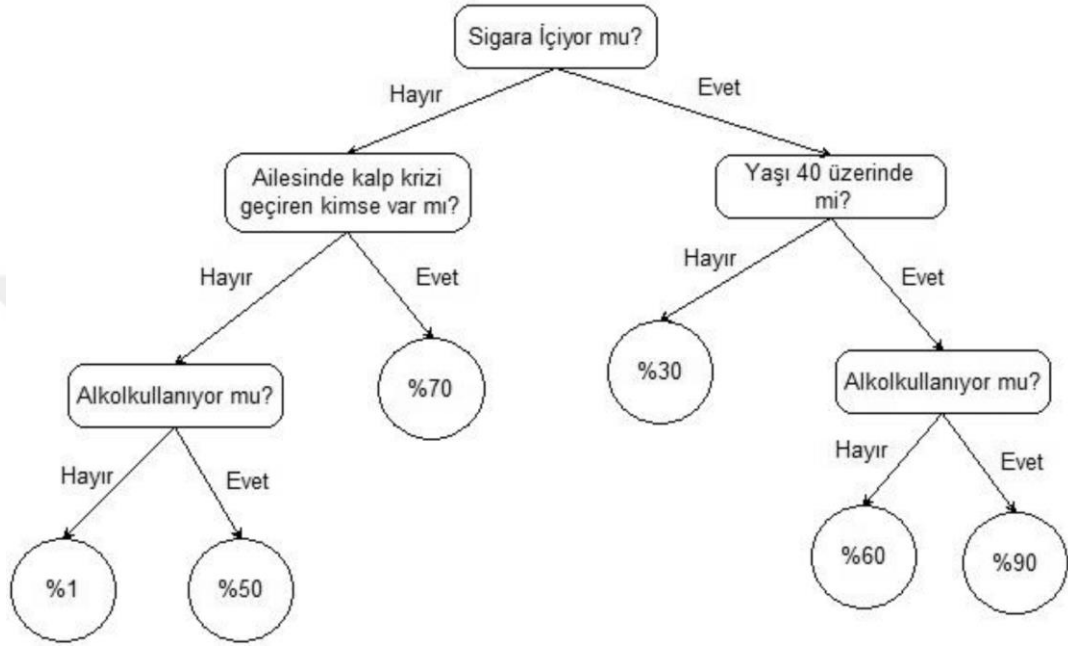 Sigara İçiyor mu?
Hayır
Evet
Ailesinde kalp krizi
geçiren kimse var mı?
Yaşı 40 üzerinde
mi?
Hayır
Evet
Hayır
Evet
Alkolkullanıyor mu?
%70
%30
Alkolkullanıyor mu?
Hayır
Evet
Hayır
Evet
%1
%50
%60
%90